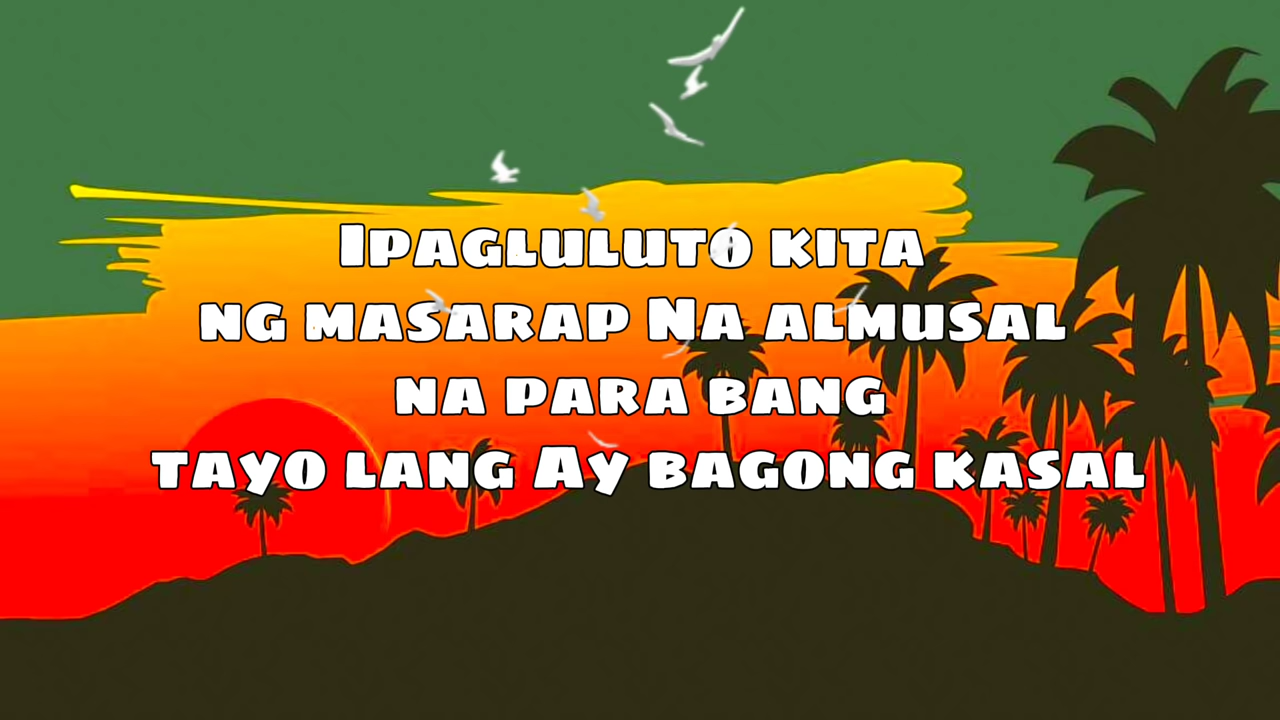 Ipagluluto kita
ng masarap Na almusal
na para bang
tayo lang Ay bagong kasal